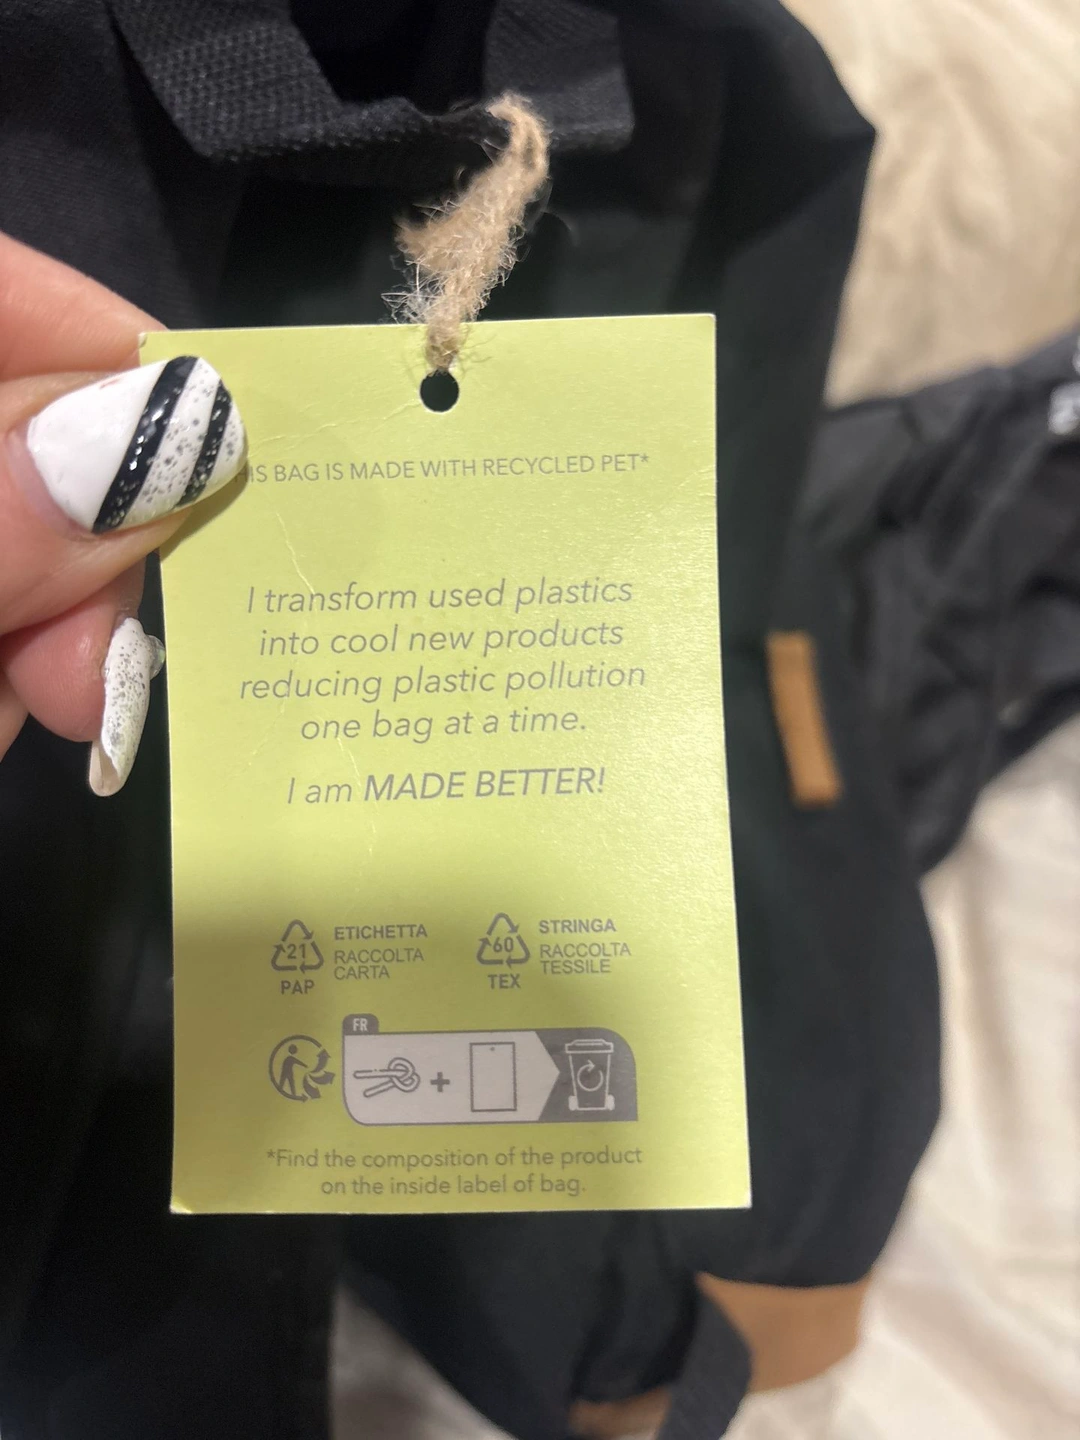 HIS BAG IS MADE WITH RECYCLED PET*
I transform used plastics
into cool new products
reducing plastic pollution
one bag at a time.
I am MADE BETTER!
21
PAP
ETICHETTA
RACCOLTA
CARTA
60
TEX
STRINGA
RACCOLTA
TESSILE
FR
+
*Find the composition of the product
on the inside label of bag.